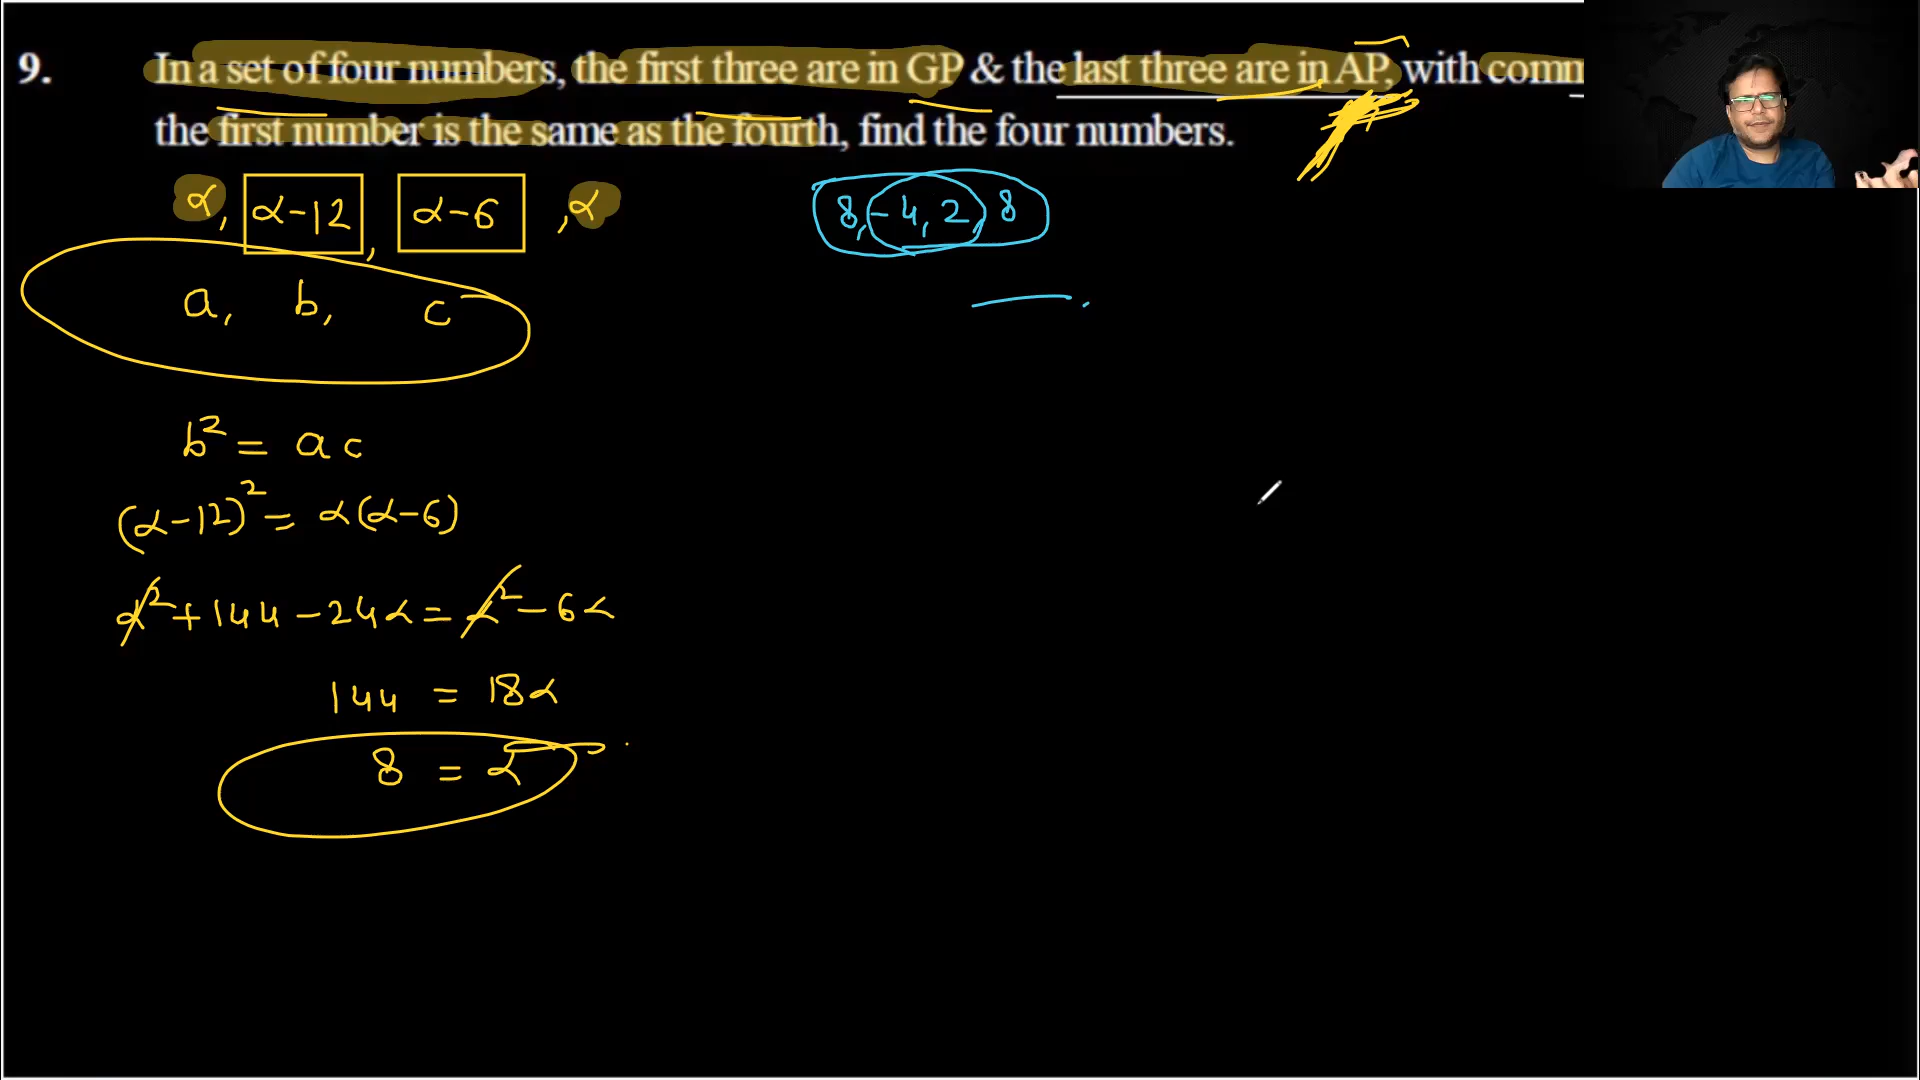 9. In a set of four numbers, the first three are in GP & the last three are in AP, with comm
the first number is the same as the fourth, find the four numbers.
α, α-12, α-6, α
8, -4, 2, 8
a, b, c
b² = ac
(α-12)² = α(α-6)
α²+144-24α = α²-6α
144 = 18α
8 = α